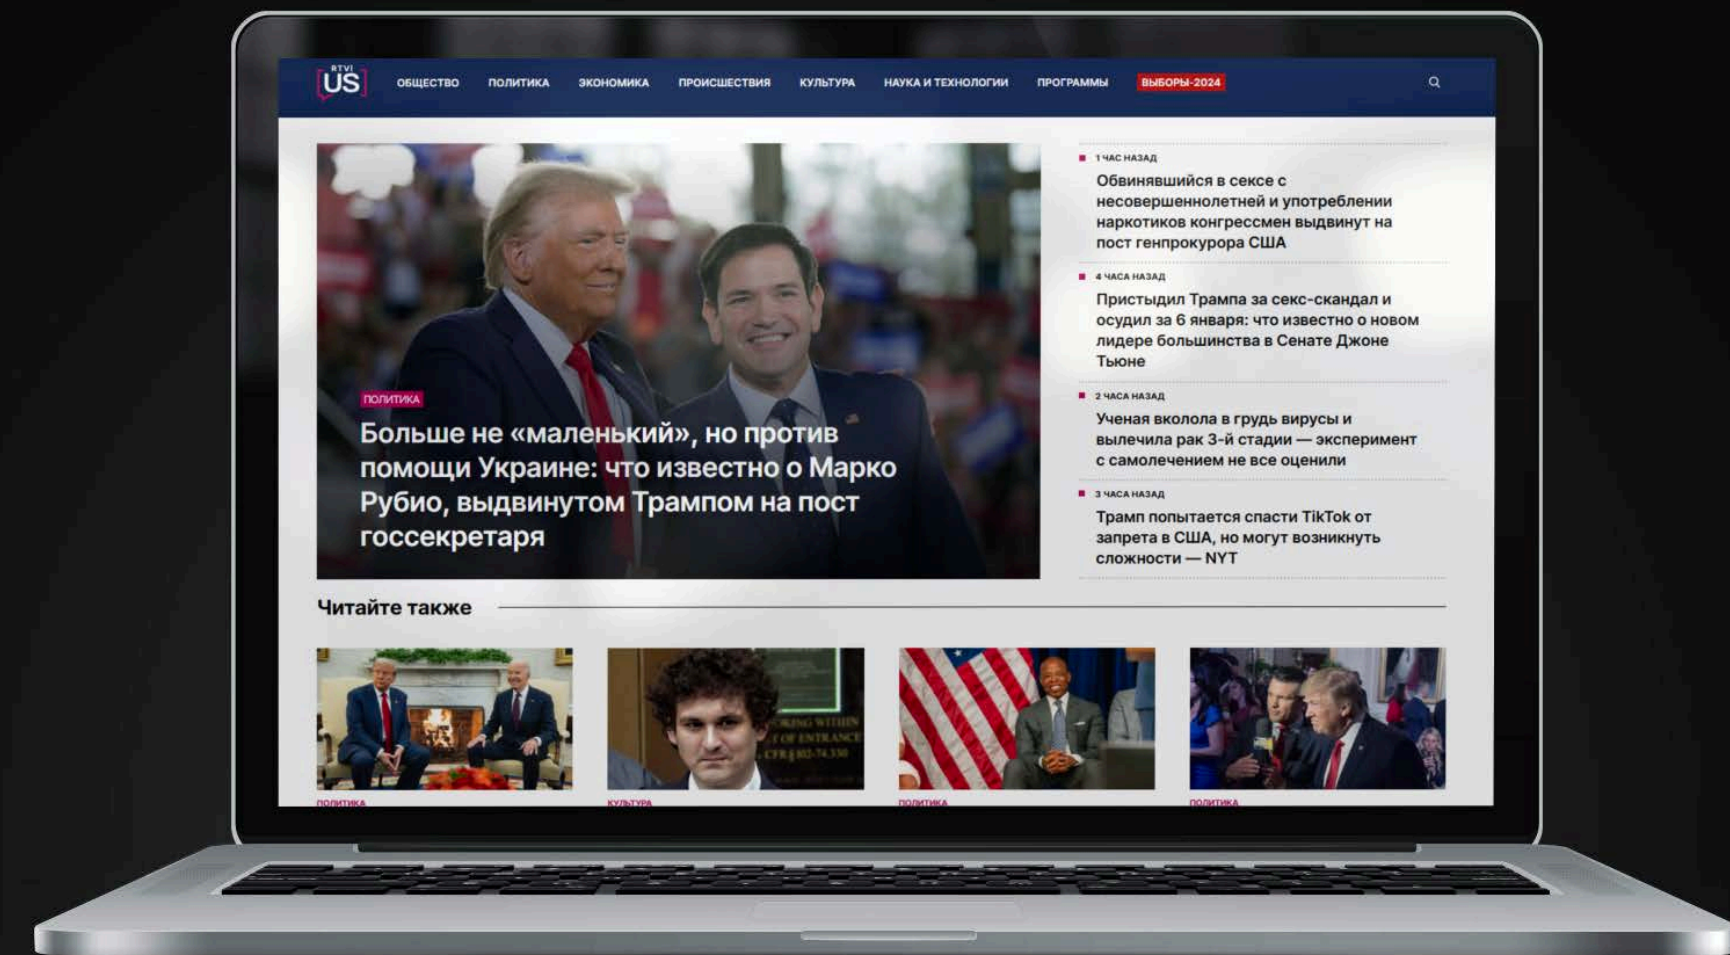 RTVI
US
ОБЩЕСТВО ПОЛИТИКА ЭКОНОМИКА ПРОИСШЕСТВИЯ КУЛЬТУРА НАУКА И ТЕХНОЛОГИИ ПРОГРАММЫ ВЫБОРЫ-2024
ПОЛИТИКА
Больше не «маленький», но против
помощи Украине: что известно о Марко
Рубио, выдвинутом Трампом на пост
госсекретаря
1 ЧАС НАЗАД
Обвинявшийся в сексе с
несовершеннолетней и употреблении
наркотиков конгрессмен выдвинут на
пост генпрокурора США
4 ЧАСА НАЗАД
Пристыдил Трампа за секс-скандал и
осудил за 6 января: что известно о новом
лидере большинства в Сенате Джоне
Тьюне
2 ЧАСА НАЗАД
Ученая вколола в грудь вирусы и
вылечила рак 3-й стадии — эксперимент
с самолечением не все оценили
3 ЧАСА НАЗАД
Трамп попытается спасти TikTok от
запрета в США, но могут возникнуть
сложности — NYT
Читайте также
WITHIN
OF ENTRANCE
ПОЛИТИКА
КУЛЬТУРА
ПОЛИТИКА
ПОЛИТИКА